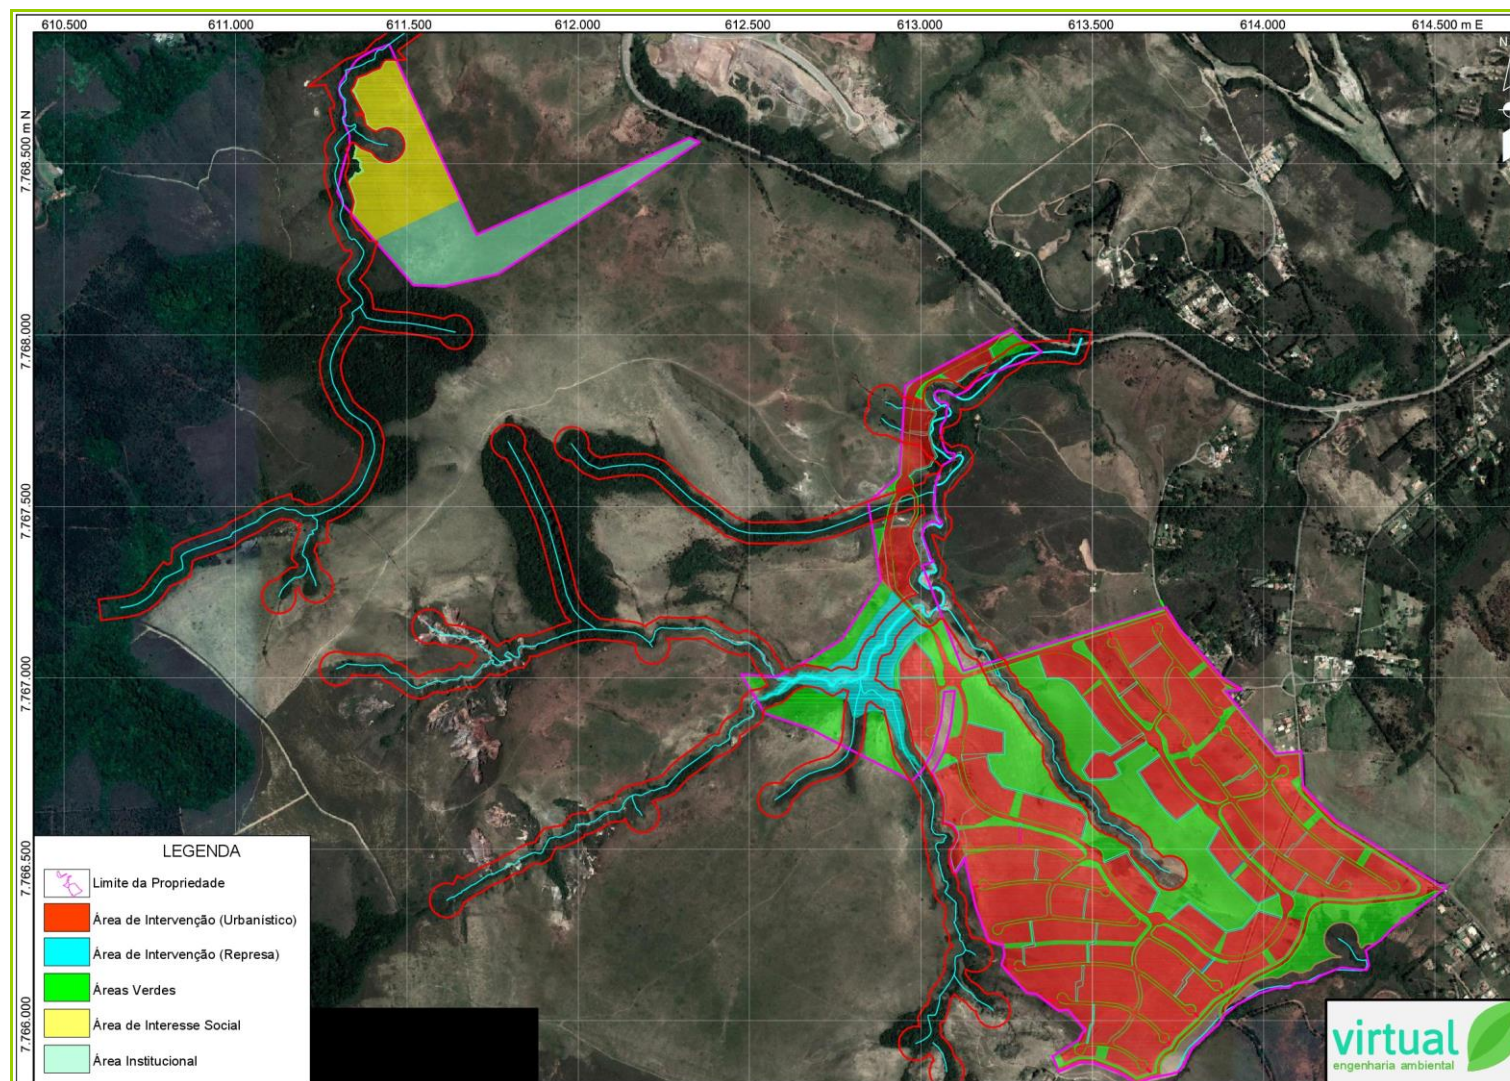 610.500 611.000 611.500 612.000 612.500 613.000 613.500 614.000 614.500 m E
N
7.768.500 m N
7.768.000
7.767.500
7.767.000
7.766.500
7.766.000
LEGENDA
Limite da Propriedade
Área de Intervenção (Urbanístico)
Área de Intervenção (Represa)
Áreas Verdes
Área de Interesse Social
Área Institucional
virtual
engenharia ambiental